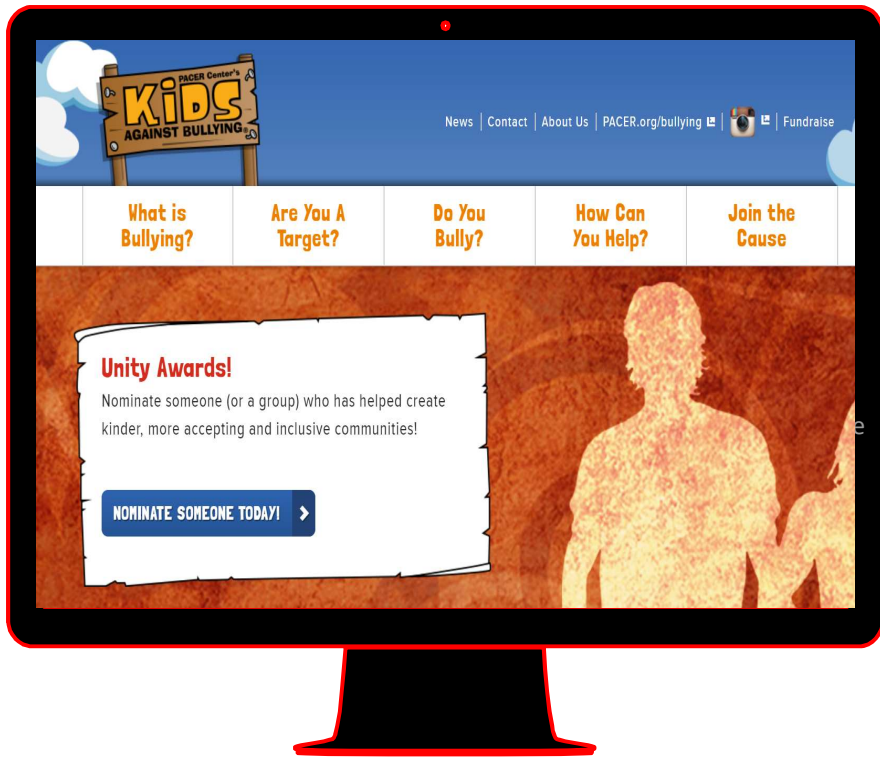 PACER Center's
KiDS
AGAINST BULLYING®
News | Contact | About Us | PACER.org/bullying | | Fundraise
What is
Bullying?
Are You A
Target?
Do You
Bully?
How Can
You Help?
Join the
Cause
Unity Awards!
Nominate someone (or a group) who has helped create
kinder, more accepting and inclusive communities!
NOMINATE SOMEONE TODAY!
e